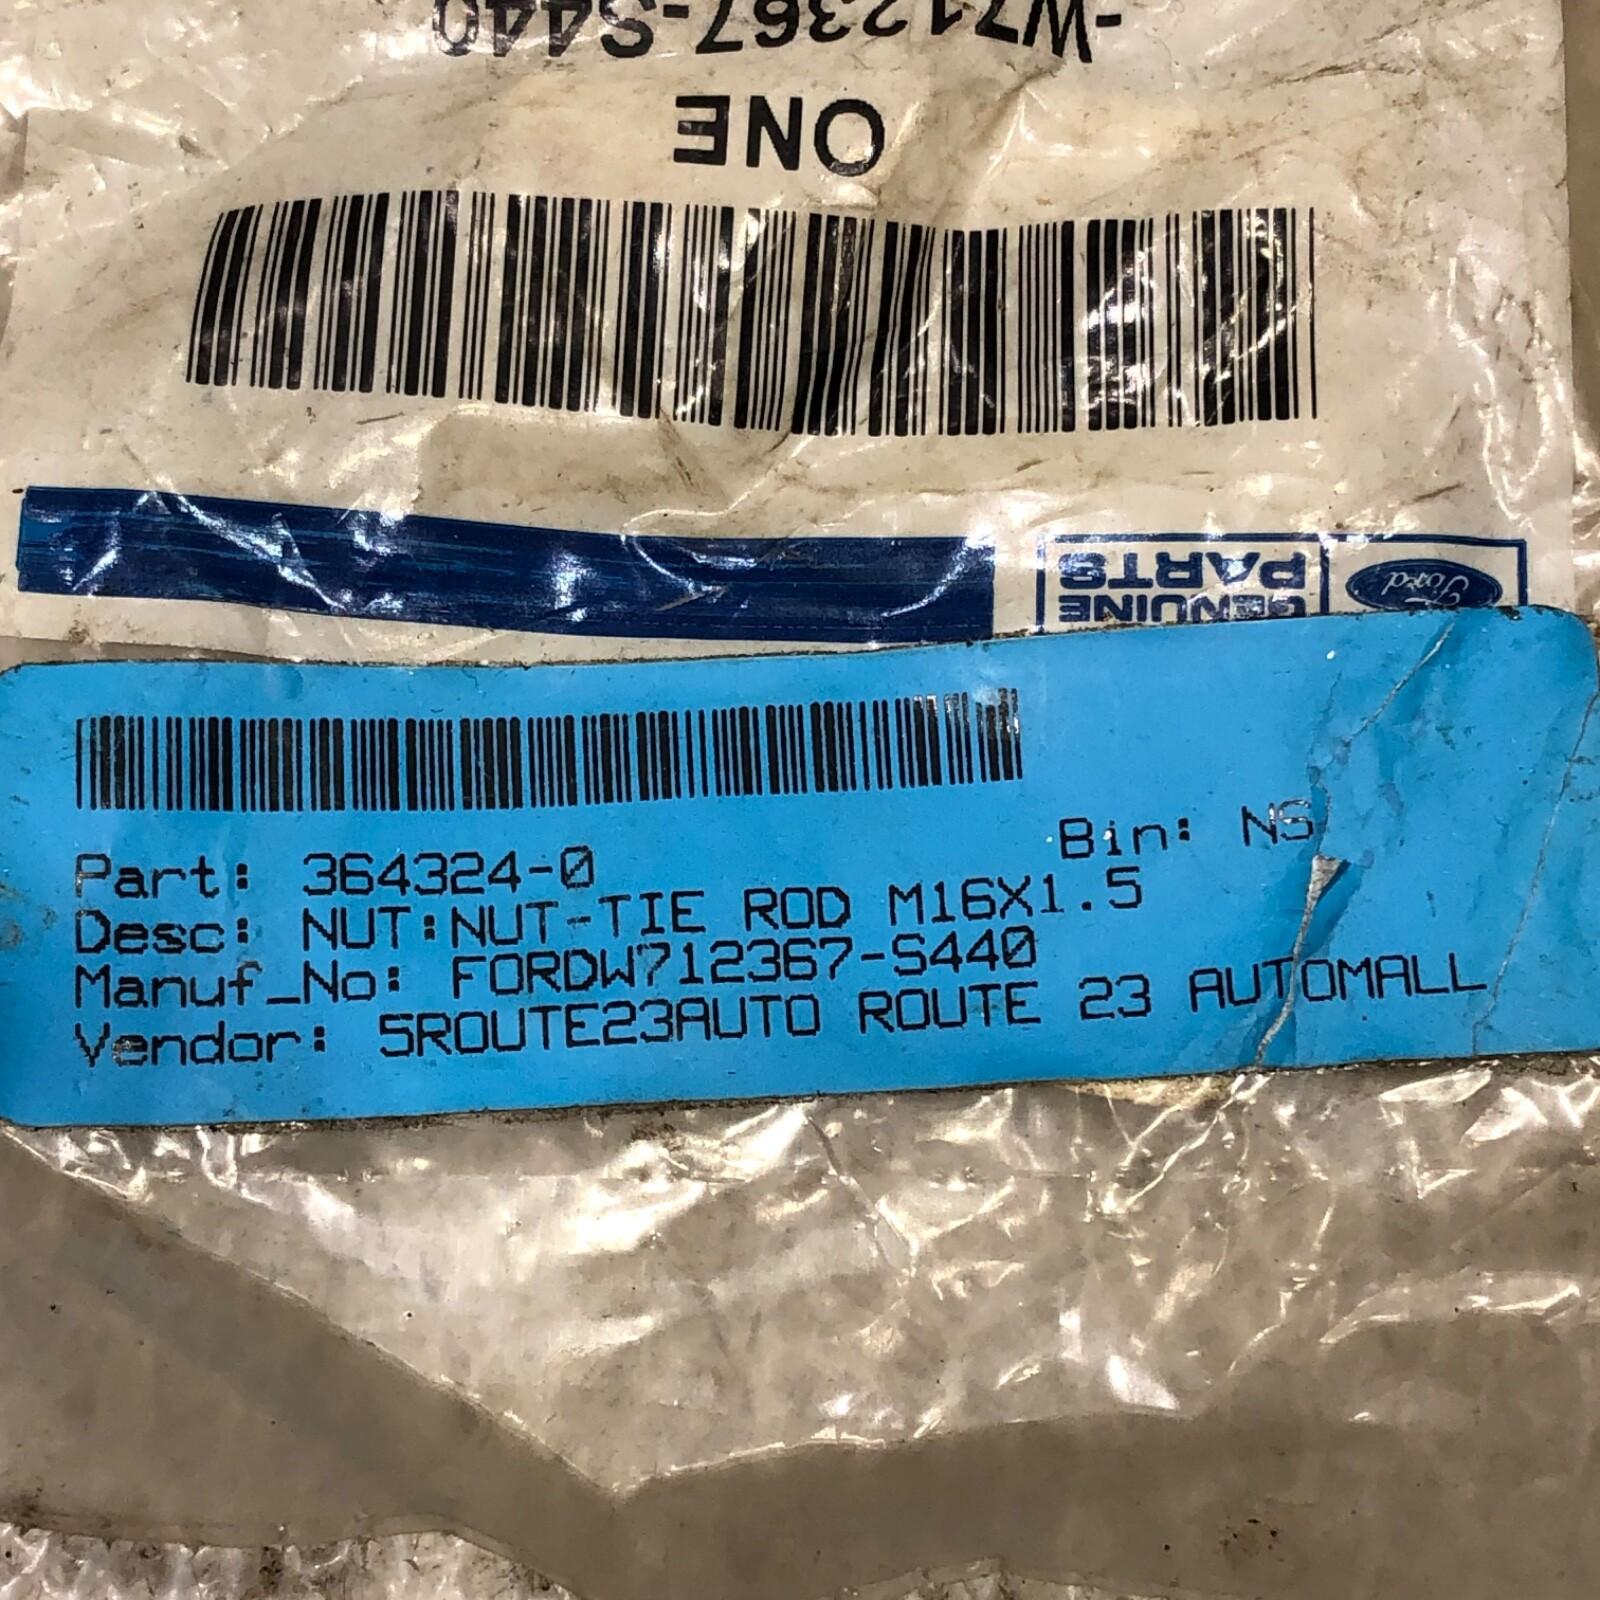 -W712367-S440
ONE
GENUINE
PARTS
Ford
Part: 364324-0
Bin: NS
Desc: NUT:NUT-TIE ROD M16X1.5
Manuf_No: FORDW712367-S440
Vendor: 5ROUTE23AUTO ROUTE 23 AUTOMALL